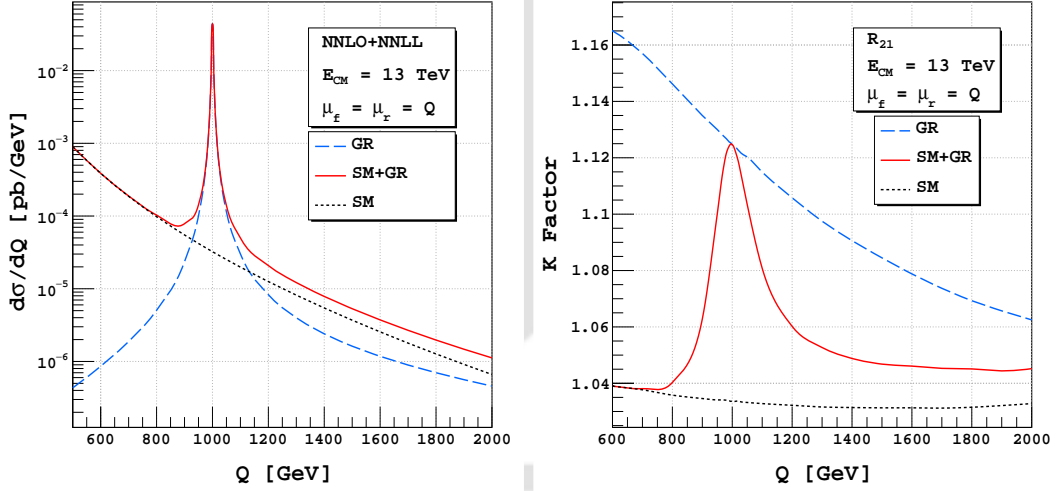 dσ/dQ [pb/GeV]
10⁻²
10⁻³
10⁻⁴
10⁻⁵
10⁻⁶
NNLO+NNLL
E_CM = 13 TeV
μ_f = μ_r = Q
GR
SM+GR
SM
600 800 1000 1200 1400 1600 1800 2000
Q [GeV]
K Factor
1.16
1.14
1.12
1.1
1.08
1.06
1.04
R_21
E_CM = 13 TeV
μ_f = μ_r = Q
GR
SM+GR
SM
600 800 1000 1200 1400 1600 1800 2000
Q [GeV]